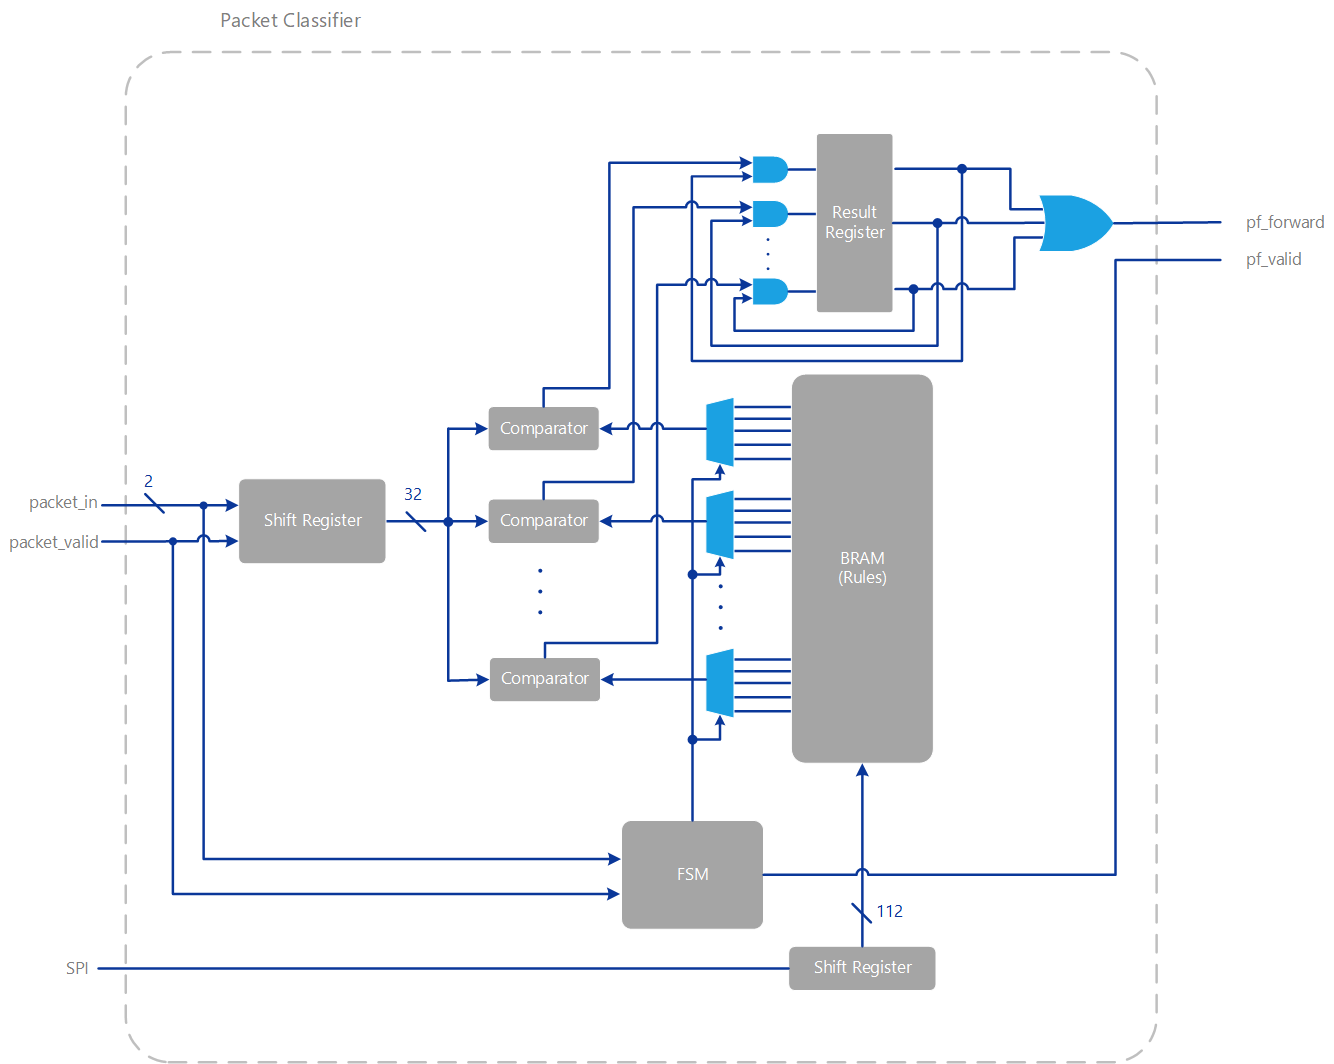 Packet Classifier
Result
Register
pf_forward
pf_valid
Comparator
2
packet_in
32
Shift Register
Comparator
packet_valid
BRAM
(Rules)
Comparator
FSM
112
SPI
Shift Register